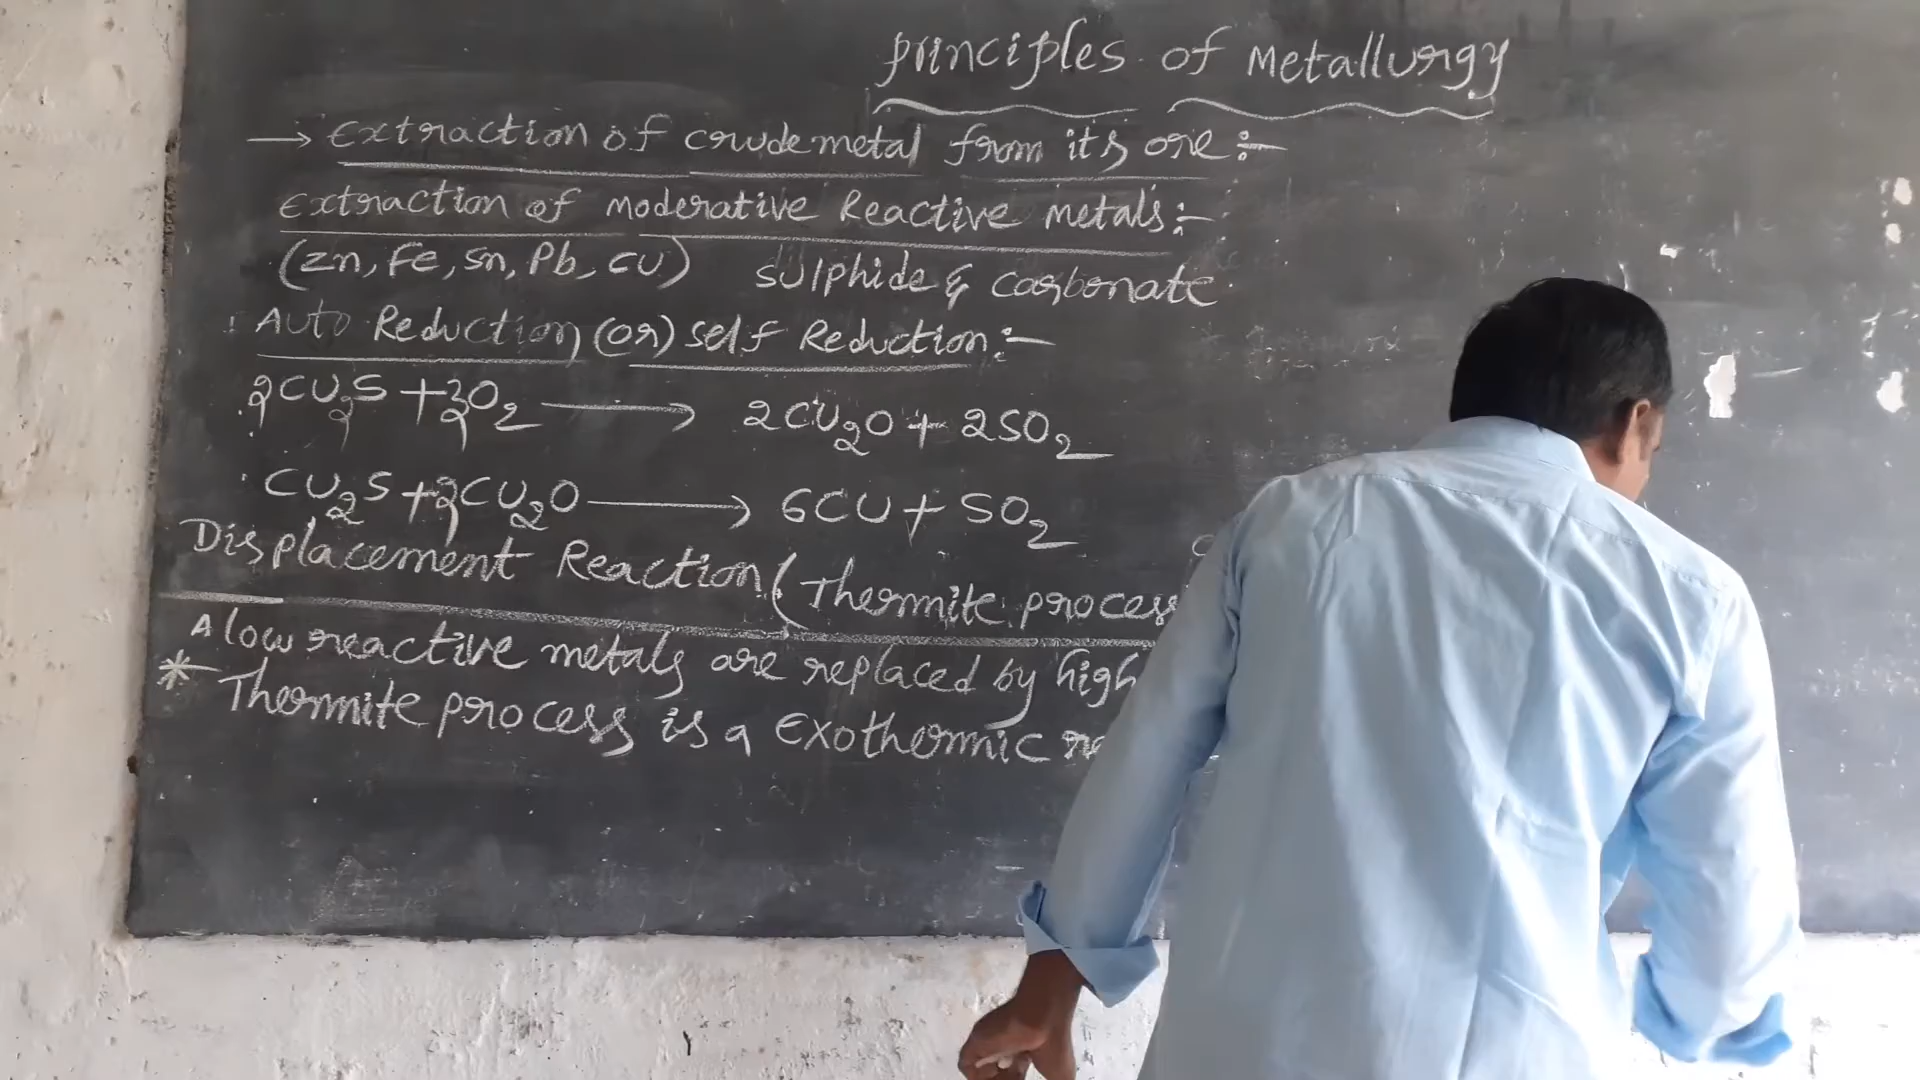 principles of Metallurgy
→ Extraction of crude metal from its ore :-
Extraction of moderative Reactive metals :-
(Zn, Fe, Sn, Pb, Cu) sulphide & carbonate
Auto Reduction (or) self Reduction :-
2CU₂S + 3O₂ → 2CU₂O + 2SO₂
CU₂S + 2CU₂O → 6CU + SO₂
Displacement Reaction (Thermite process
A low reactive metals are replaced by high
* Thermite process is a Exothermic